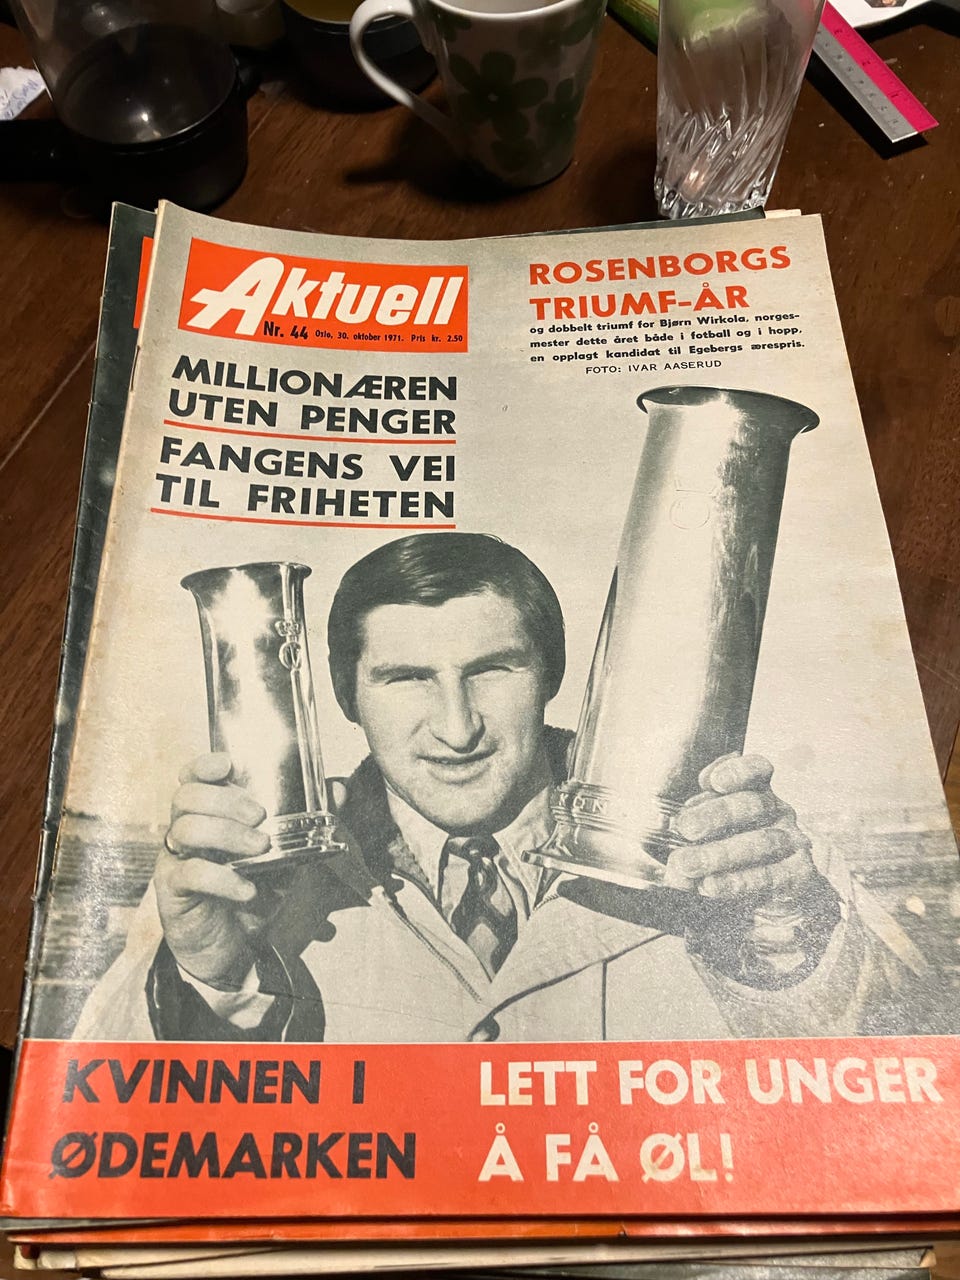 Aktuell
Nr. 44 Oslo, 30. oktober 1971. Pris kr. 2.50
ROSENBORGS
TRIUMF-ÅR
og dobbelt triumf for Bjørn Wirkola, norges-
mester dette året både i fotball og i hopp,
en opplagt kandidat til Egebergs ærespris.
FOTO: IVAR AASERUD
MILLIONÆREN
UTEN PENGER
FANGENS VEI
TIL FRIHETEN
KON
KVINNEN I
ØDEMARKEN
LETT FOR UNGER
Å FÅ ØL!